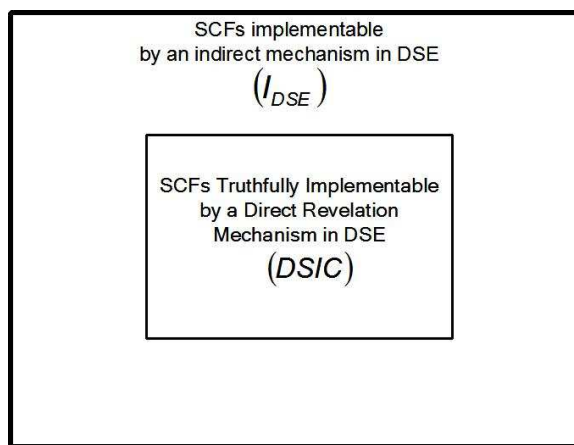 SCFs implementable
by an indirect mechanism in DSE
(I_DSE)
SCFs Truthfully Implementable
by a Direct Revelation
Mechanism in DSE
(DSIC)